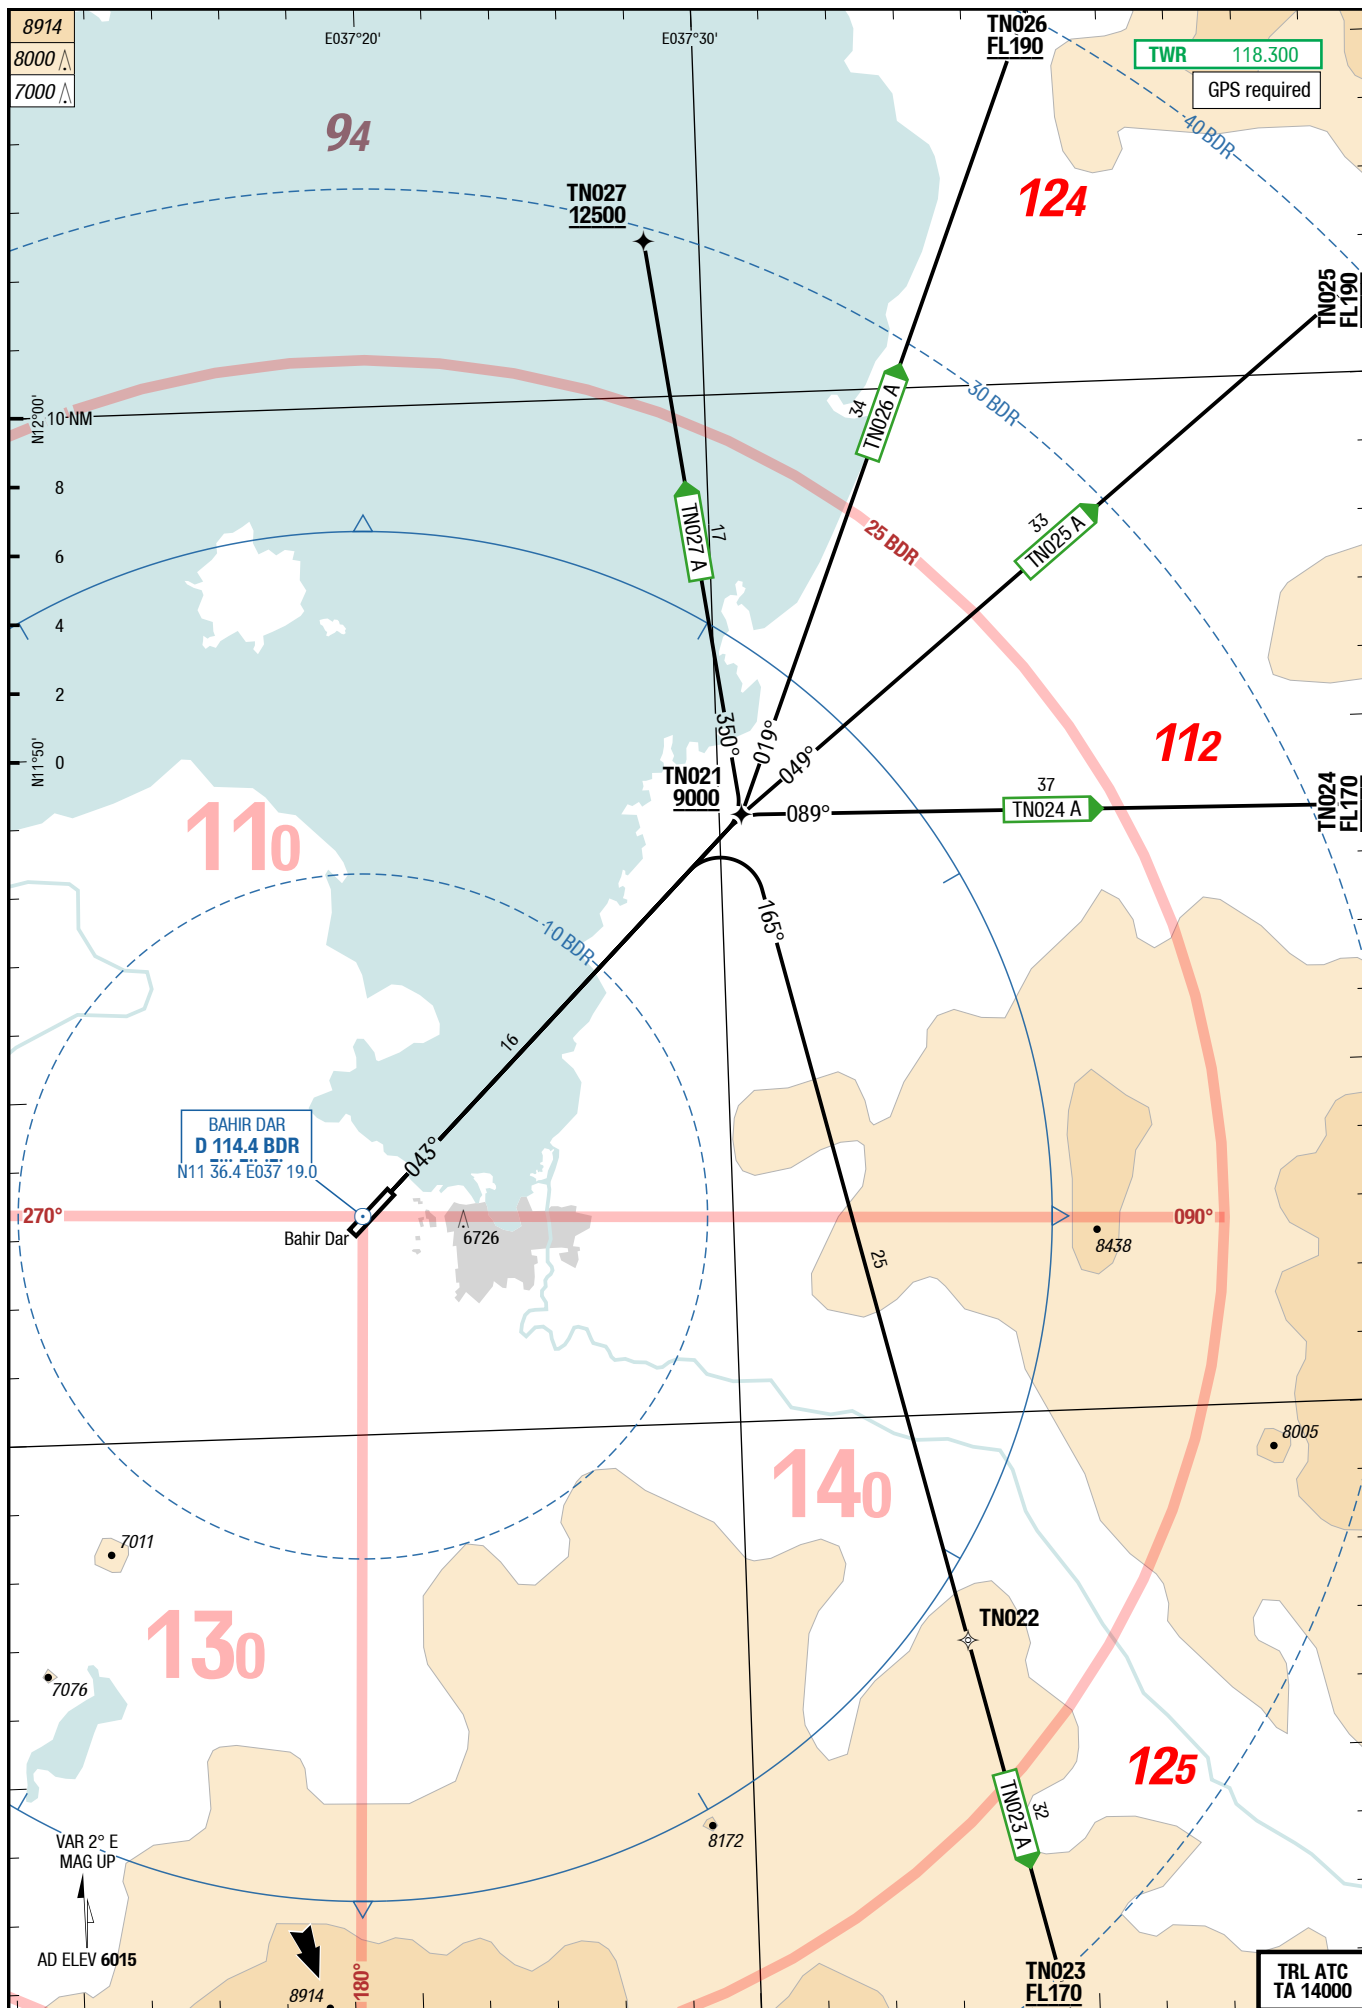 8914
8000
7000
E037°20'
E037°30'
TN026
FL190
TWR 118.300
GPS required
94
40 BDR
124
TN027
12500
TN025
FL190
N12°00'
10 NM
8
6
4
2
0
N11°50'
30 BDR
34
TN026 A
25 BDR
33
TN025 A
TN027 A
17
350°
019°
049°
112
TN021
9000
089°
37
TN024 A
TN024
FL170
110
165°
10 BDR
16
043°
BAHIR DAR
D 114.4 BDR
N11 36.4 E037 19.0
270°
090°
Bahir Dar
6726
8438
25
8005
140
7011
130
7076
TN022
125
TN023 A
32
8172
VAR 2° E
MAG UP
AD ELEV 6015
180°
8914
TN023
FL170
TRL ATC
TA 14000